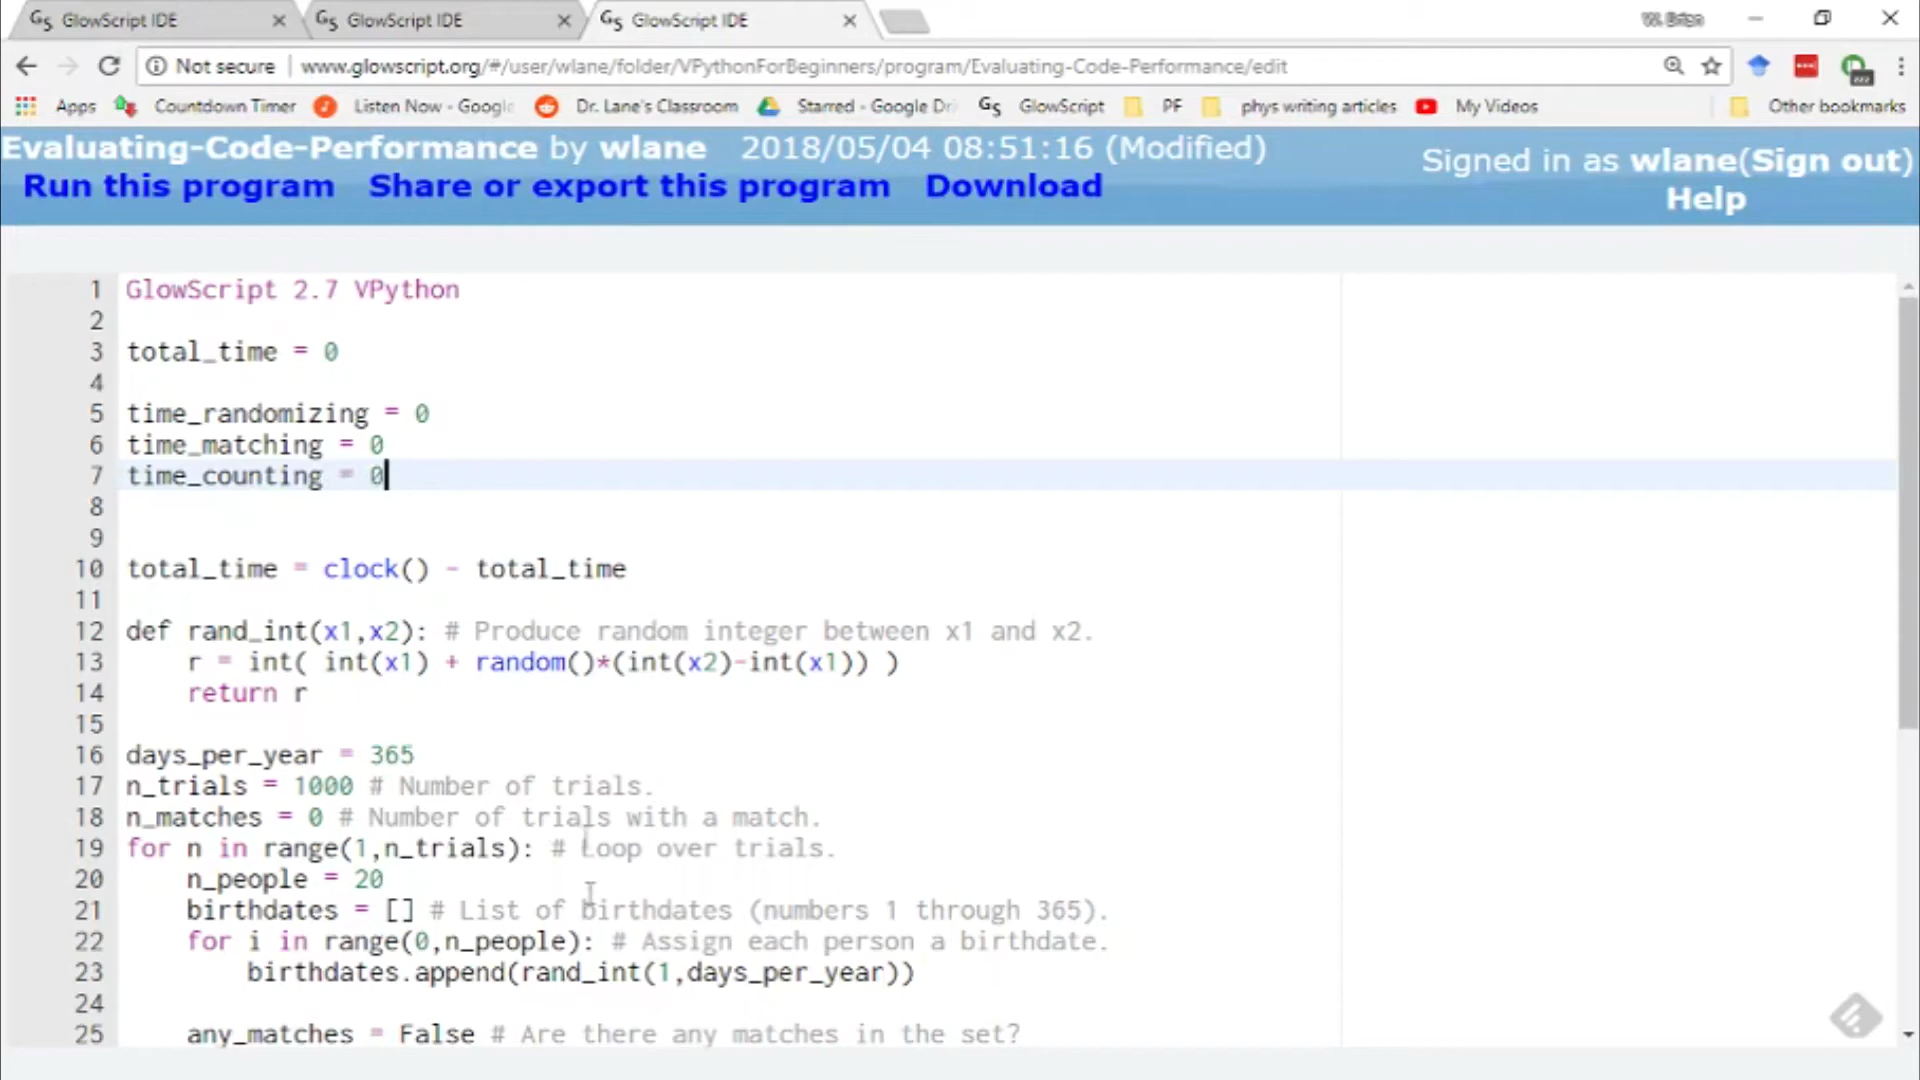 GlowScript IDE
GlowScript IDE
GlowScript IDE
Not secure www.glowscript.org/#/user/wlane/folder/VPythonForBeginners/program/Evaluating-Code-Performance/edit
Apps Countdown Timer Listen Now - Google Dr. Lane's Classroom Starred - Google Dri GlowScript PF phys writing articles My Videos Other bookmarks
Evaluating-Code-Performance by wlane 2018/05/04 08:51:16 (Modified)
Signed in as wlane(Sign out)
Run this program Share or export this program Download
Help
1 GlowScript 2.7 VPython
2
3 total_time = 0
4
5 time_randomizing = 0
6 time_matching = 0
7 time_counting = 0
8
9
10 total_time = clock() - total_time
11
12 def rand_int(x1,x2): # Produce random integer between x1 and x2.
13 r = int( int(x1) + random()*(int(x2)-int(x1)) )
14 return r
15
16 days_per_year = 365
17 n_trials = 1000 # Number of trials.
18 n_matches = 0 # Number of trials with a match.
19 for n in range(1,n_trials): # Loop over trials.
20 n_people = 20
21 birthdates = [] # List of birthdates (numbers 1 through 365).
22 for i in range(0,n_people): # Assign each person a birthdate.
23 birthdates.append(rand_int(1,days_per_year))
24
25 any_matches = False # Are there any matches in the set?